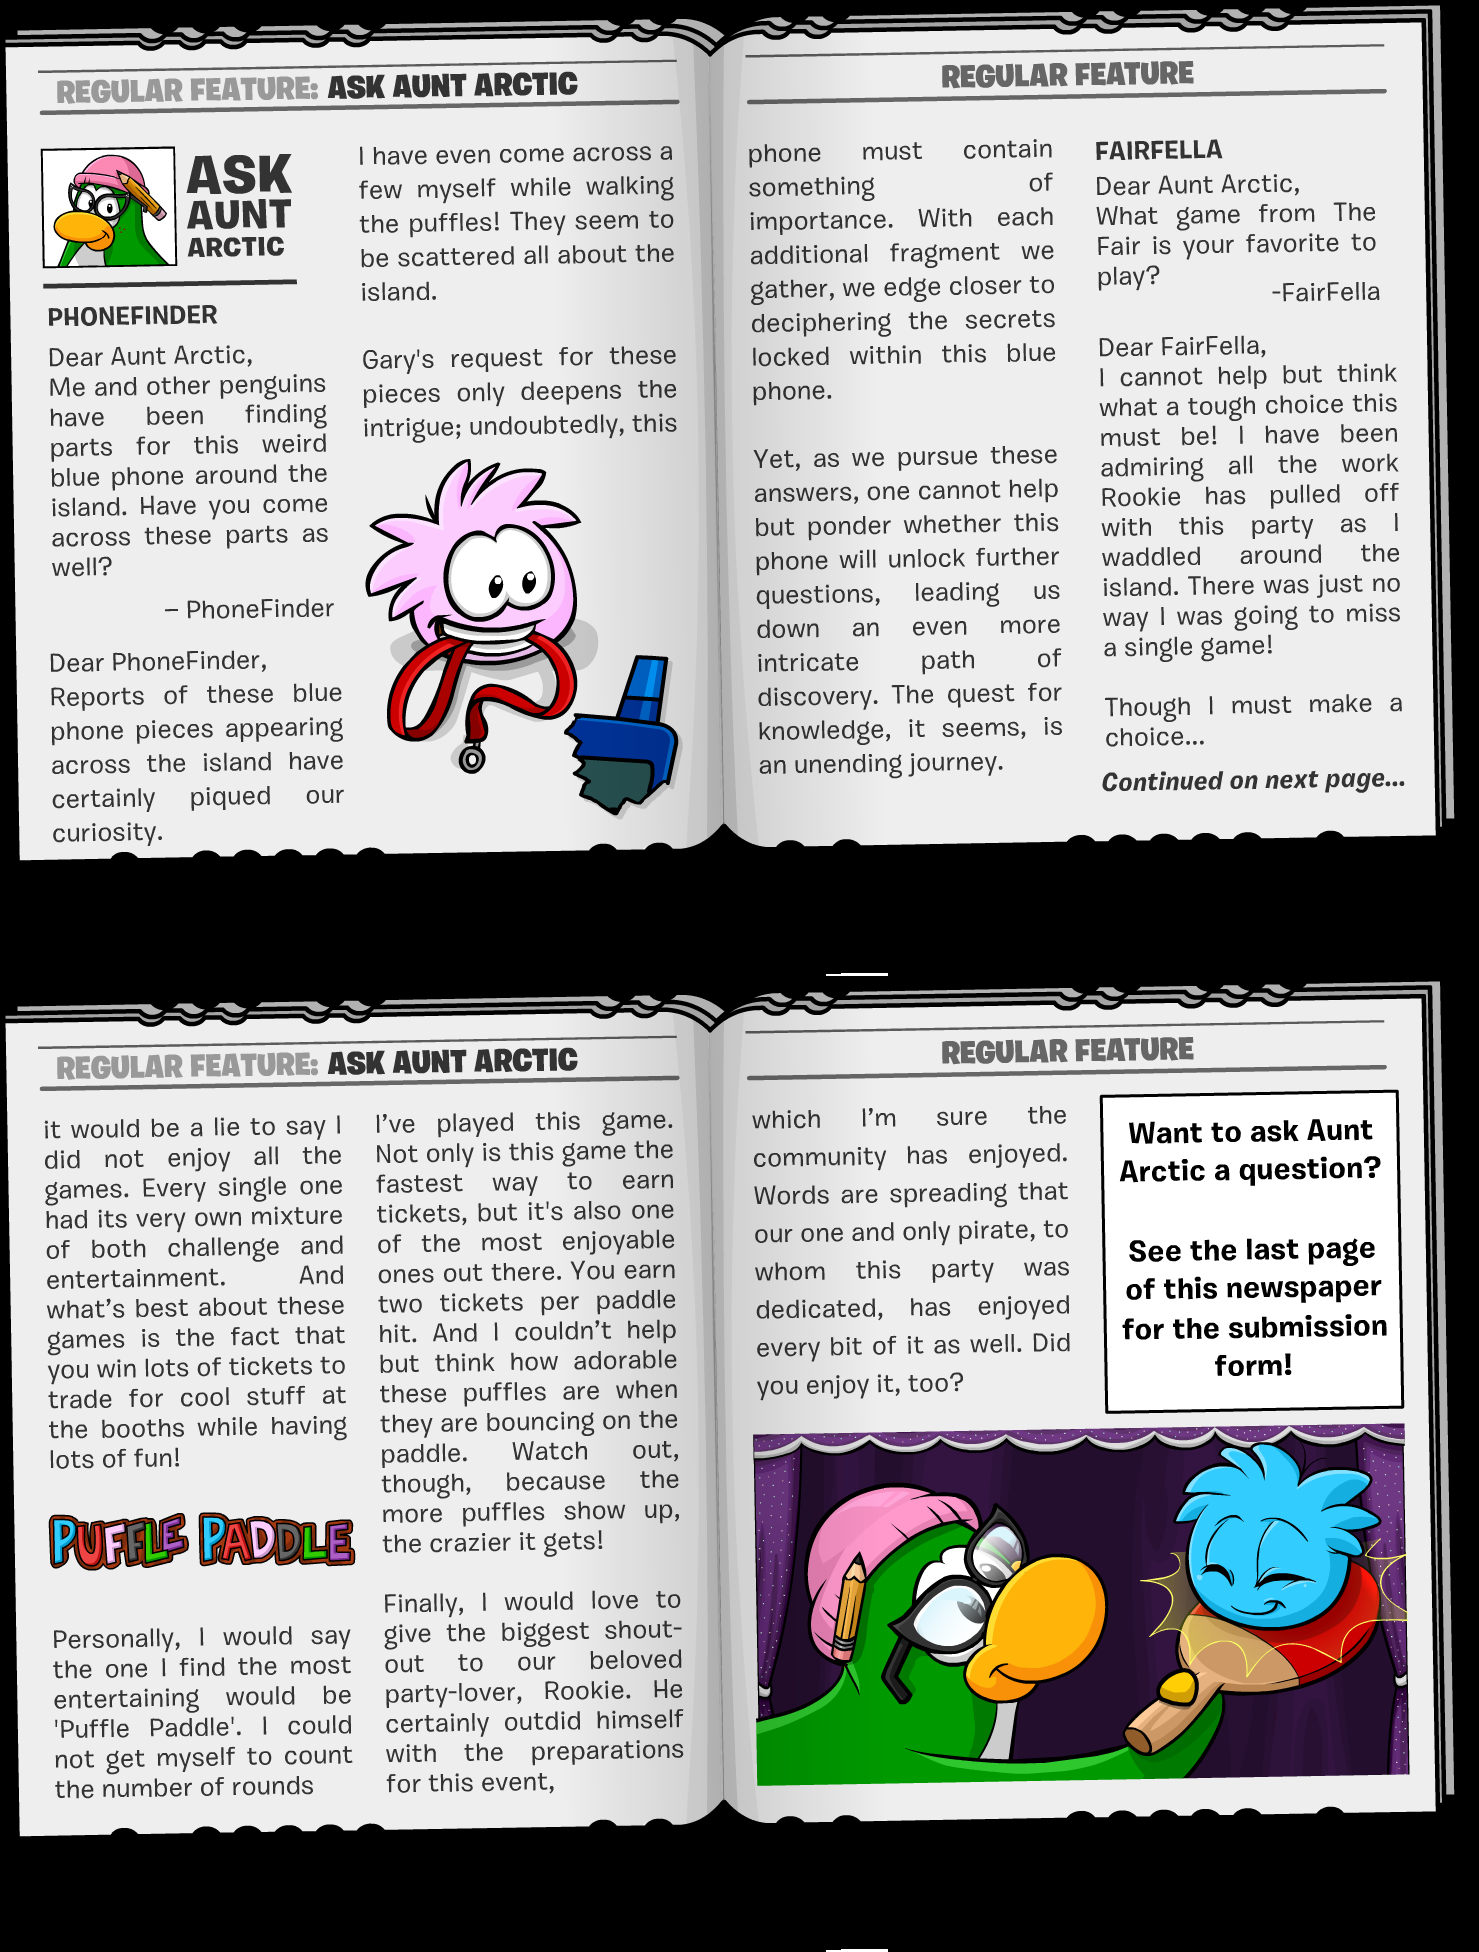 REGULAR FEATURE: ASK AUNT ARCTIC
ASK
AUNT
ARCTIC
PHONEFINDER
Dear Aunt Arctic,
Me and other penguins
have been finding
parts for this weird
blue phone around the
island. Have you come
across these parts as
well?
– PhoneFinder
Dear PhoneFinder,
Reports of these blue
phone pieces appearing
across the island have
certainly piqued our
curiosity.
I have even come across a
few myself while walking
the puffles! They seem to
be scattered all about the
island.
Gary's request for these
pieces only deepens the
intrigue; undoubtedly, this
REGULAR FEATURE
phone must contain
something of
importance. With each
additional fragment we
gather, we edge closer to
deciphering the secrets
locked within this blue
phone.
Yet, as we pursue these
answers, one cannot help
but ponder whether this
phone will unlock further
questions, leading us
down an even more
intricate path of
discovery. The quest for
knowledge, it seems, is
an unending journey.
FAIRFELLA
Dear Aunt Arctic,
What game from The
Fair is your favorite to
play?
-FairFella
Dear FairFella,
I cannot help but think
what a tough choice this
must be! I have been
admiring all the work
Rookie has pulled off
with this party as I
waddled around the
island. There was just no
way I was going to miss
a single game!
Though I must make a
choice...
Continued on next page...
REGULAR FEATURE: ASK AUNT ARCTIC
it would be a lie to say I
did not enjoy all the
games. Every single one
had its very own mixture
of both challenge and
entertainment. And
what’s best about these
games is the fact that
you win lots of tickets to
trade for cool stuff at
the booths while having
lots of fun!
PUFFLE PADDLE
Personally, I would say
the one I find the most
entertaining would be
'Puffle Paddle'. I could
not get myself to count
the number of rounds
I’ve played this game.
Not only is this game the
fastest way to earn
tickets, but it's also one
of the most enjoyable
ones out there. You earn
two tickets per paddle
hit. And I couldn’t help
but think how adorable
these puffles are when
they are bouncing on the
paddle. Watch out,
though, because the
more puffles show up,
the crazier it gets!
Finally, I would love to
give the biggest shout-
out to our beloved
party-lover, Rookie. He
certainly outdid himself
with the preparations
for this event,
REGULAR FEATURE
which I’m sure the
community has enjoyed.
Words are spreading that
our one and only pirate, to
whom this party was
dedicated, has enjoyed
every bit of it as well. Did
you enjoy it, too?
Want to ask Aunt
Arctic a question?
See the last page
of this newspaper
for the submission
form!